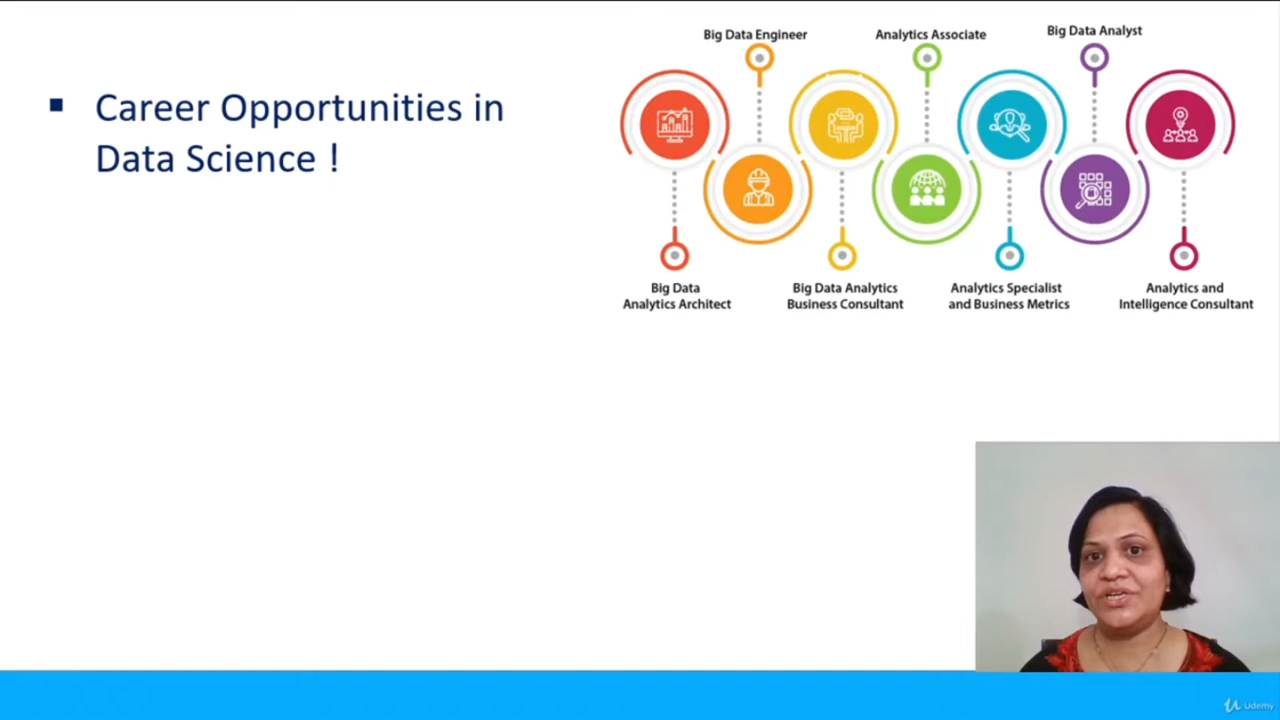 Career Opportunities in
Data Science !
Big Data Engineer
Analytics Associate
Big Data Analyst
Big Data
Analytics Architect
Big Data Analytics
Business Consultant
Analytics Specialist
and Business Metrics
Analytics and
Intelligence Consultant
Udemy